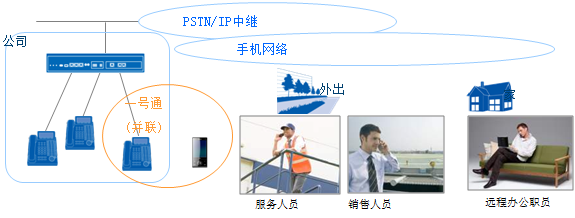 PSTN/IP中继
公司
手机网络
一号通
(并联)
外出
家
服务人员
销售人员
远程办公职员